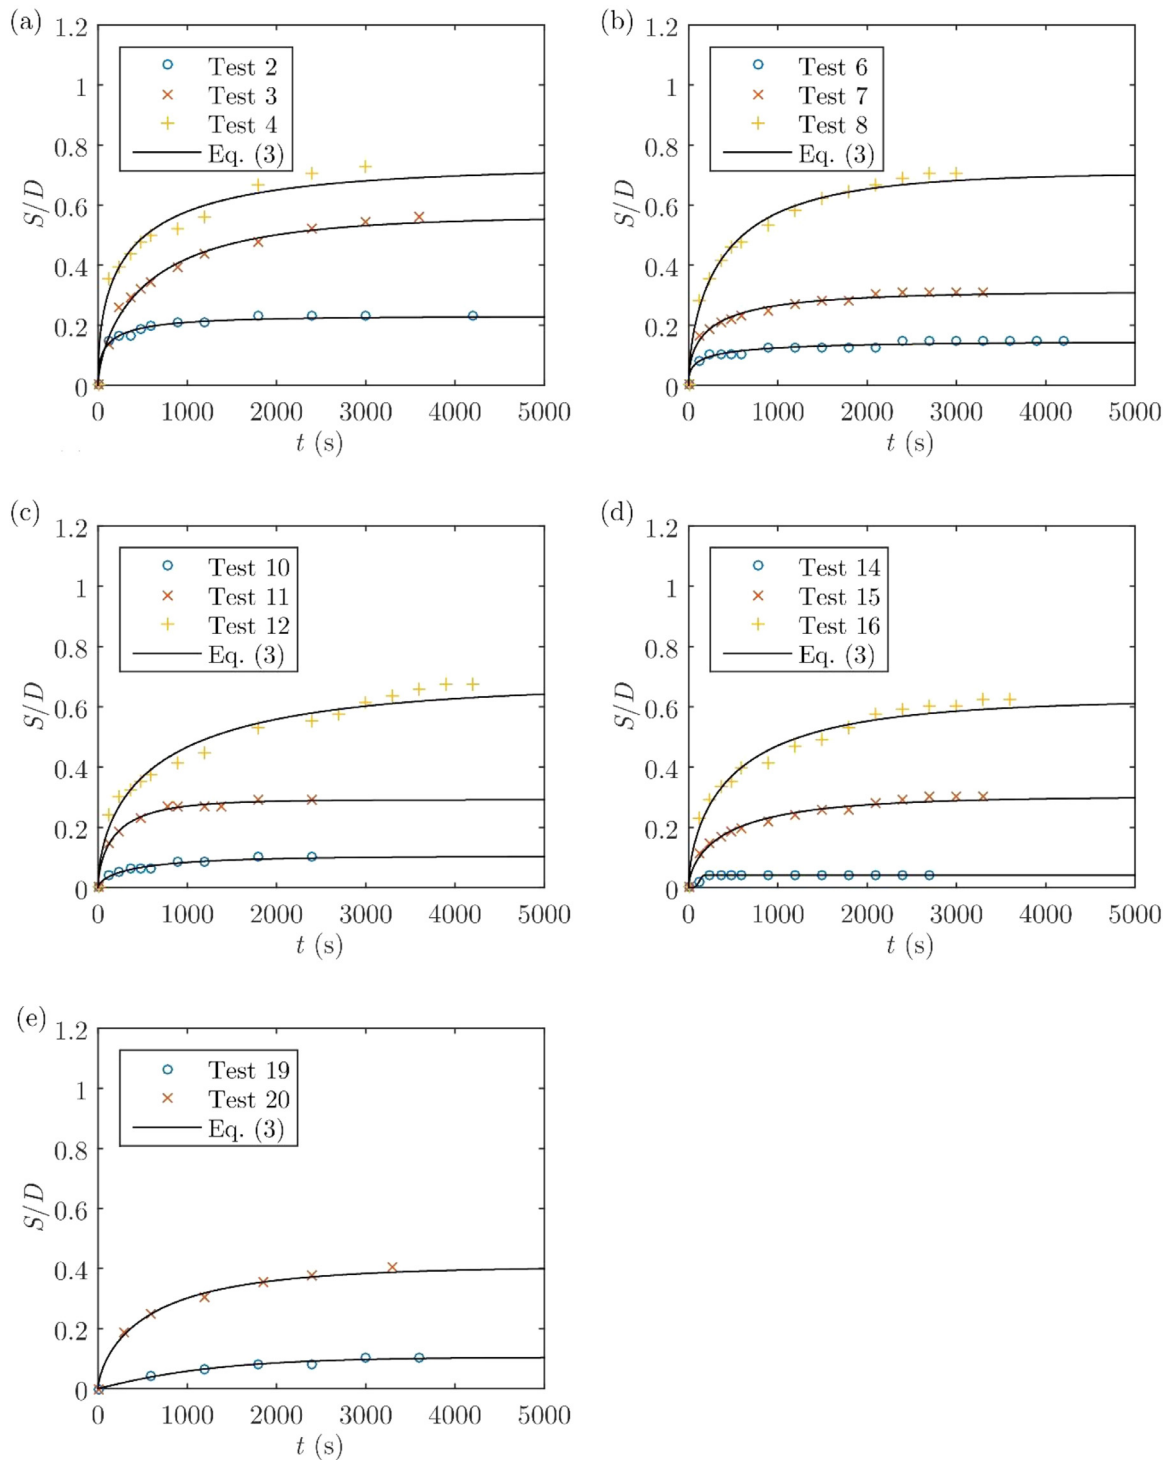 (a)
1.2
1
0.8
0.6
0.4
0.2
0
S/D
Test 2
Test 3
Test 4
Eq. (3)
0 1000 2000 3000 4000 5000
t (s)
(b)
1.2
1
0.8
0.6
0.4
0.2
0
S/D
Test 6
Test 7
Test 8
Eq. (3)
0 1000 2000 3000 4000 5000
t (s)
(c)
1.2
1
0.8
0.6
0.4
0.2
0
S/D
Test 10
Test 11
Test 12
Eq. (3)
0 1000 2000 3000 4000 5000
t (s)
(d)
1.2
1
0.8
0.6
0.4
0.2
0
S/D
Test 14
Test 15
Test 16
Eq. (3)
0 1000 2000 3000 4000 5000
t (s)
(e)
1.2
1
0.8
0.6
0.4
0.2
0
S/D
Test 19
Test 20
Eq. (3)
0 1000 2000 3000 4000 5000
t (s)